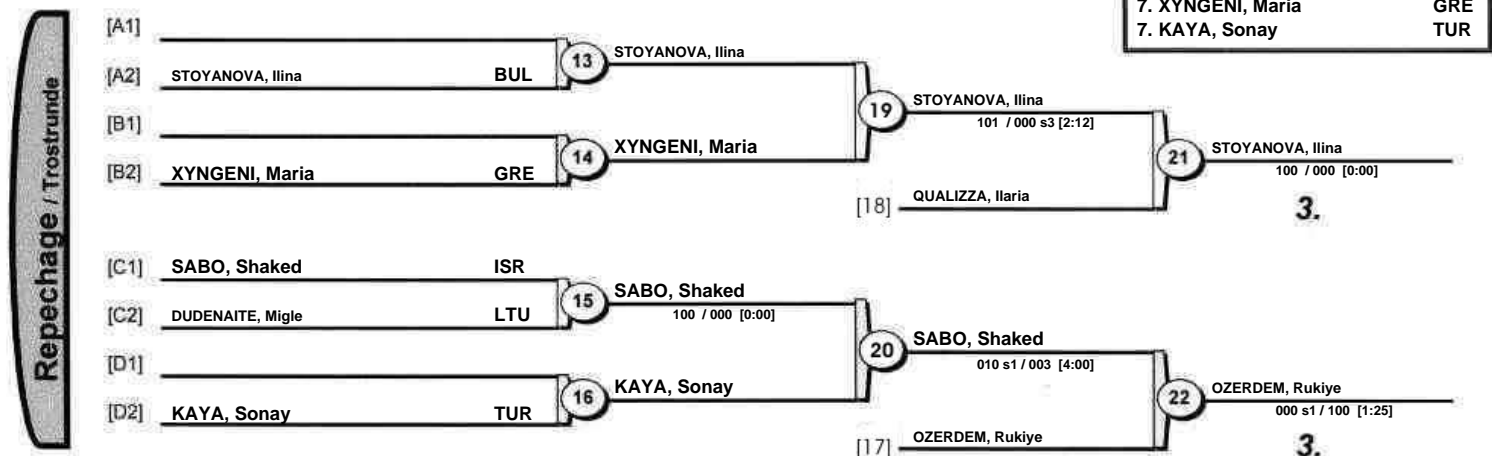 7. XYNGENI, Maria GRE
7. KAYA, Sonay TUR
Repechage / Trostrunde
[A1]
[A2] STOYANOVA, Ilina BUL
13 STOYANOVA, Ilina
[B1]
[B2] XYNGENI, Maria GRE
14 XYNGENI, Maria
19 STOYANOVA, Ilina
101 / 000 s3 [2:12]
[18] QUALIZZA, Ilaria
21 STOYANOVA, Ilina
100 / 000 [0:00]
3.
[C1] SABO, Shaked ISR
[C2] DUDENAITE, Migle LTU
15 SABO, Shaked
100 / 000 [0:00]
[D1]
[D2] KAYA, Sonay TUR
16 KAYA, Sonay
20 SABO, Shaked
010 s1 / 003 [4:00]
[17] OZERDEM, Rukiye
22 OZERDEM, Rukiye
000 s1 / 100 [1:25]
3.